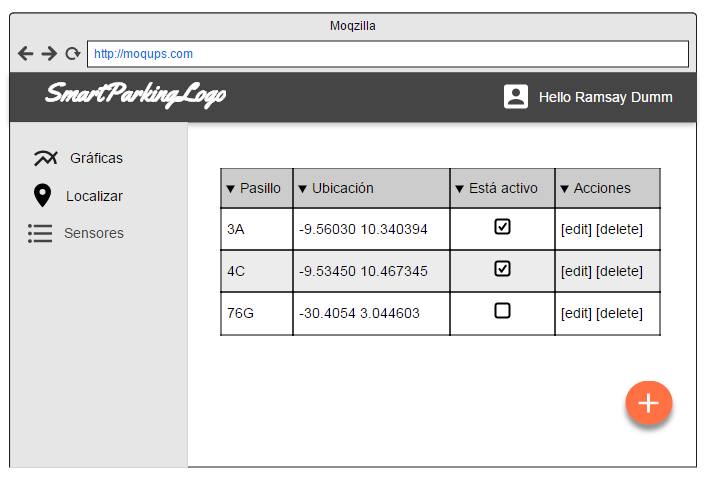 Moqzilla
http://moqups.com
SmartParkingLogo
Hello Ramsay Dumm
Gráficas
Localizar
Sensores
Pasillo Ubicación Está activo Acciones
3A -9.56030 10.340394 [edit] [delete]
4C -9.53450 10.467345 [edit] [delete]
76G -30.4054 3.044603 [edit] [delete]